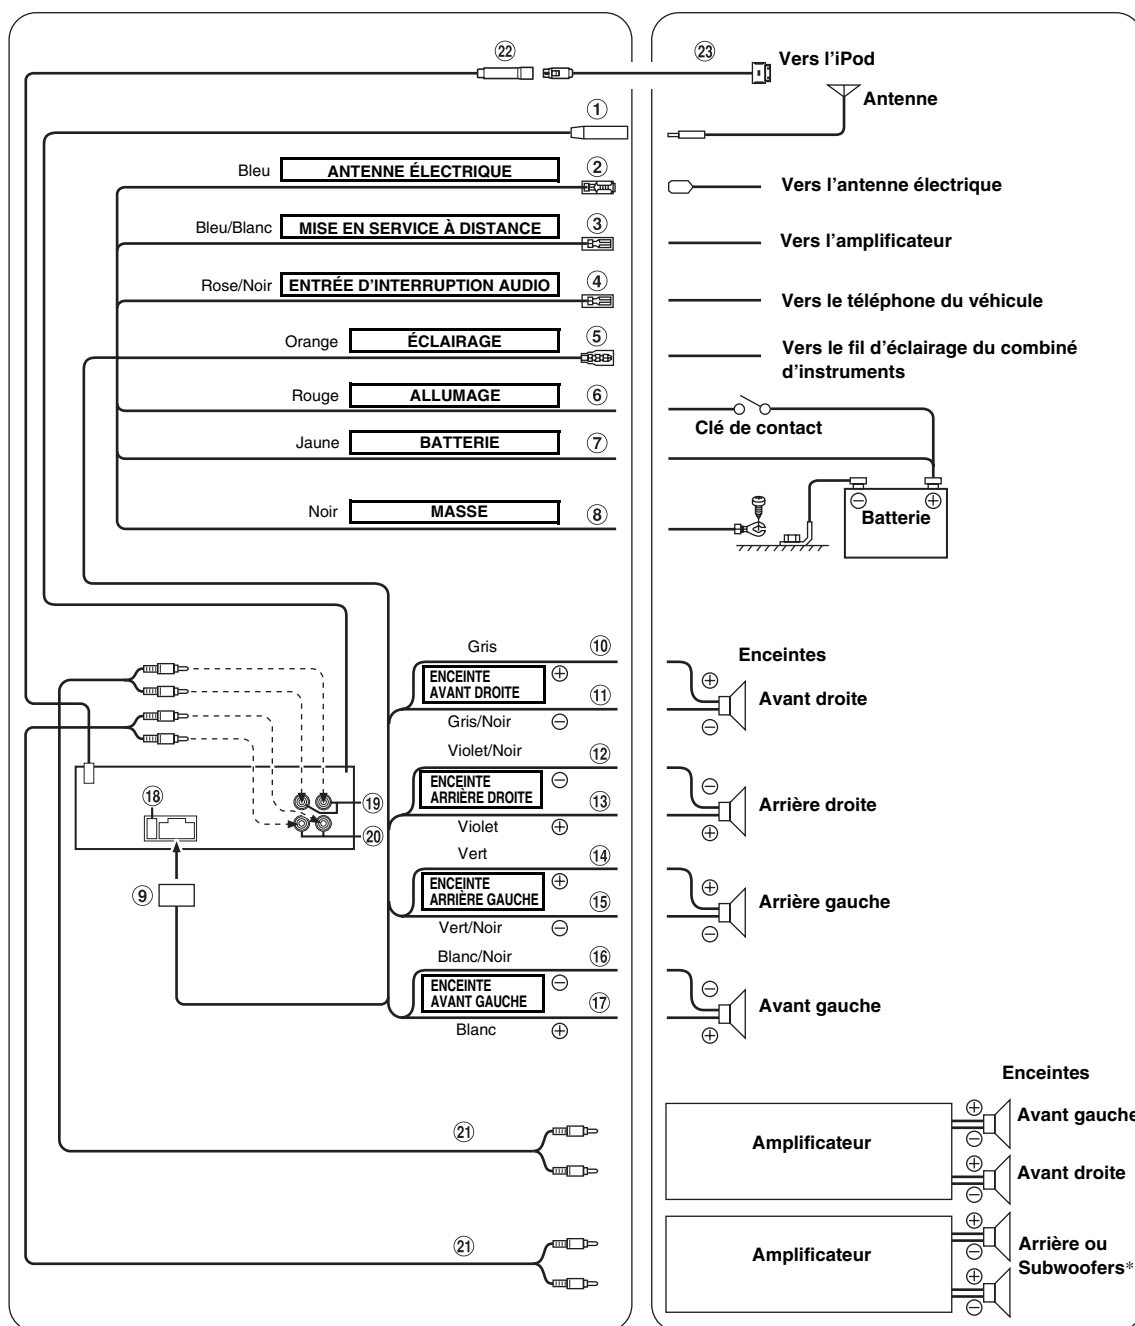 ㉒
㉓
Vers l'iPod
Antenne
①
Bleu
ANTENNE ÉLECTRIQUE
②
Vers l'antenne électrique
Bleu/Blanc
MISE EN SERVICE À DISTANCE
③
Vers l'amplificateur
Rose/Noir
ENTRÉE D'INTERRUPTION AUDIO
④
Vers le téléphone du véhicule
Orange
ÉCLAIRAGE
⑤
Vers le fil d'éclairage du combiné
d'instruments
Rouge
ALLUMAGE
⑥
Clé de contact
Jaune
BATTERIE
⑦
Noir
MASSE
⑧
⊖
⊕
Batterie
Gris
⑩
Enceintes
ENCEINTE
AVANT DROITE
⊕
⑪
⊕
Avant droite
Gris/Noir
⊖
⊖
Violet/Noir
⑫
ENCEINTE
ARRIÈRE DROITE
⊖
⑬
⊖
Arrière droite
Violet
⊕
⊕
⑱
⑲
⑳
Vert
⑭
ENCEINTE
ARRIÈRE GAUCHE
⊕
⑮
⊕
Arrière gauche
Vert/Noir
⊖
⊖
⑨
Blanc/Noir
⑯
ENCEINTE
AVANT GAUCHE
⊖
⑰
⊖
Avant gauche
Blanc
⊕
⊕
Enceintes
㉑
Amplificateur
⊕
⊖
Avant gauche
⊕
⊖
Avant droite
㉑
Amplificateur
⊕
⊖
Arrière ou
Subwoofers*
⊕
⊖